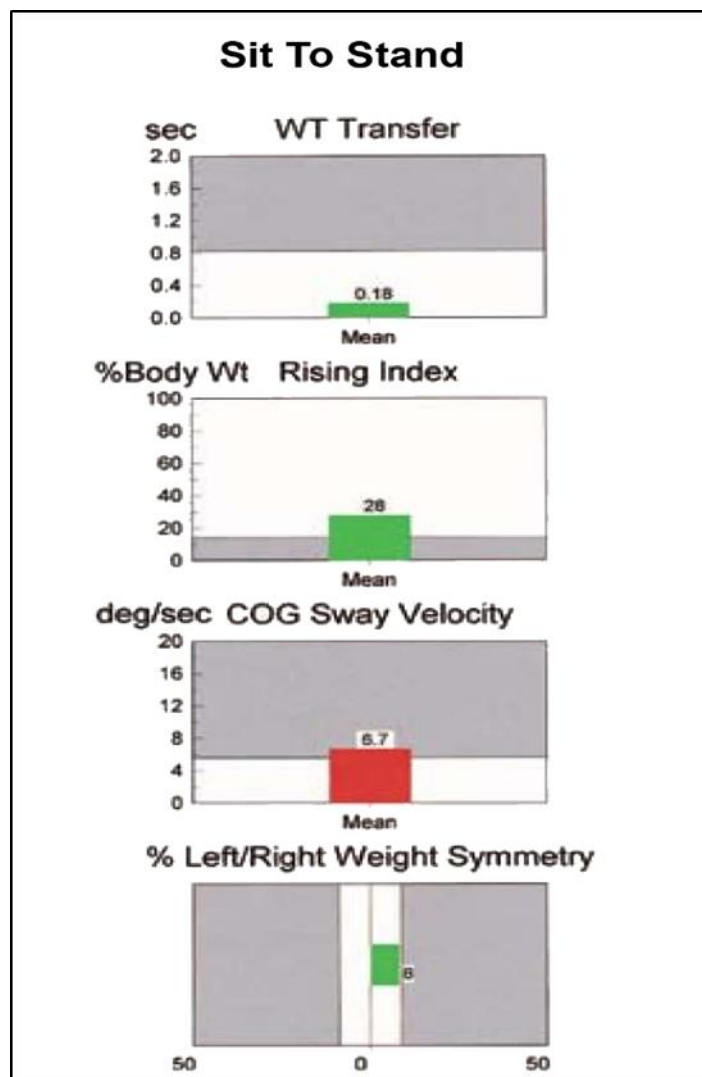 Sit To Stand
sec WT Transfer
2.0
1.6
1.2
0.8
0.4
0.0
0.18
Mean
%Body Wt Rising Index
100
80
60
40
20
0
28
Mean
deg/sec COG Sway Velocity
20
16
12
8
4
0
6.7
Mean
% Left/Right Weight Symmetry
8
50 0 50